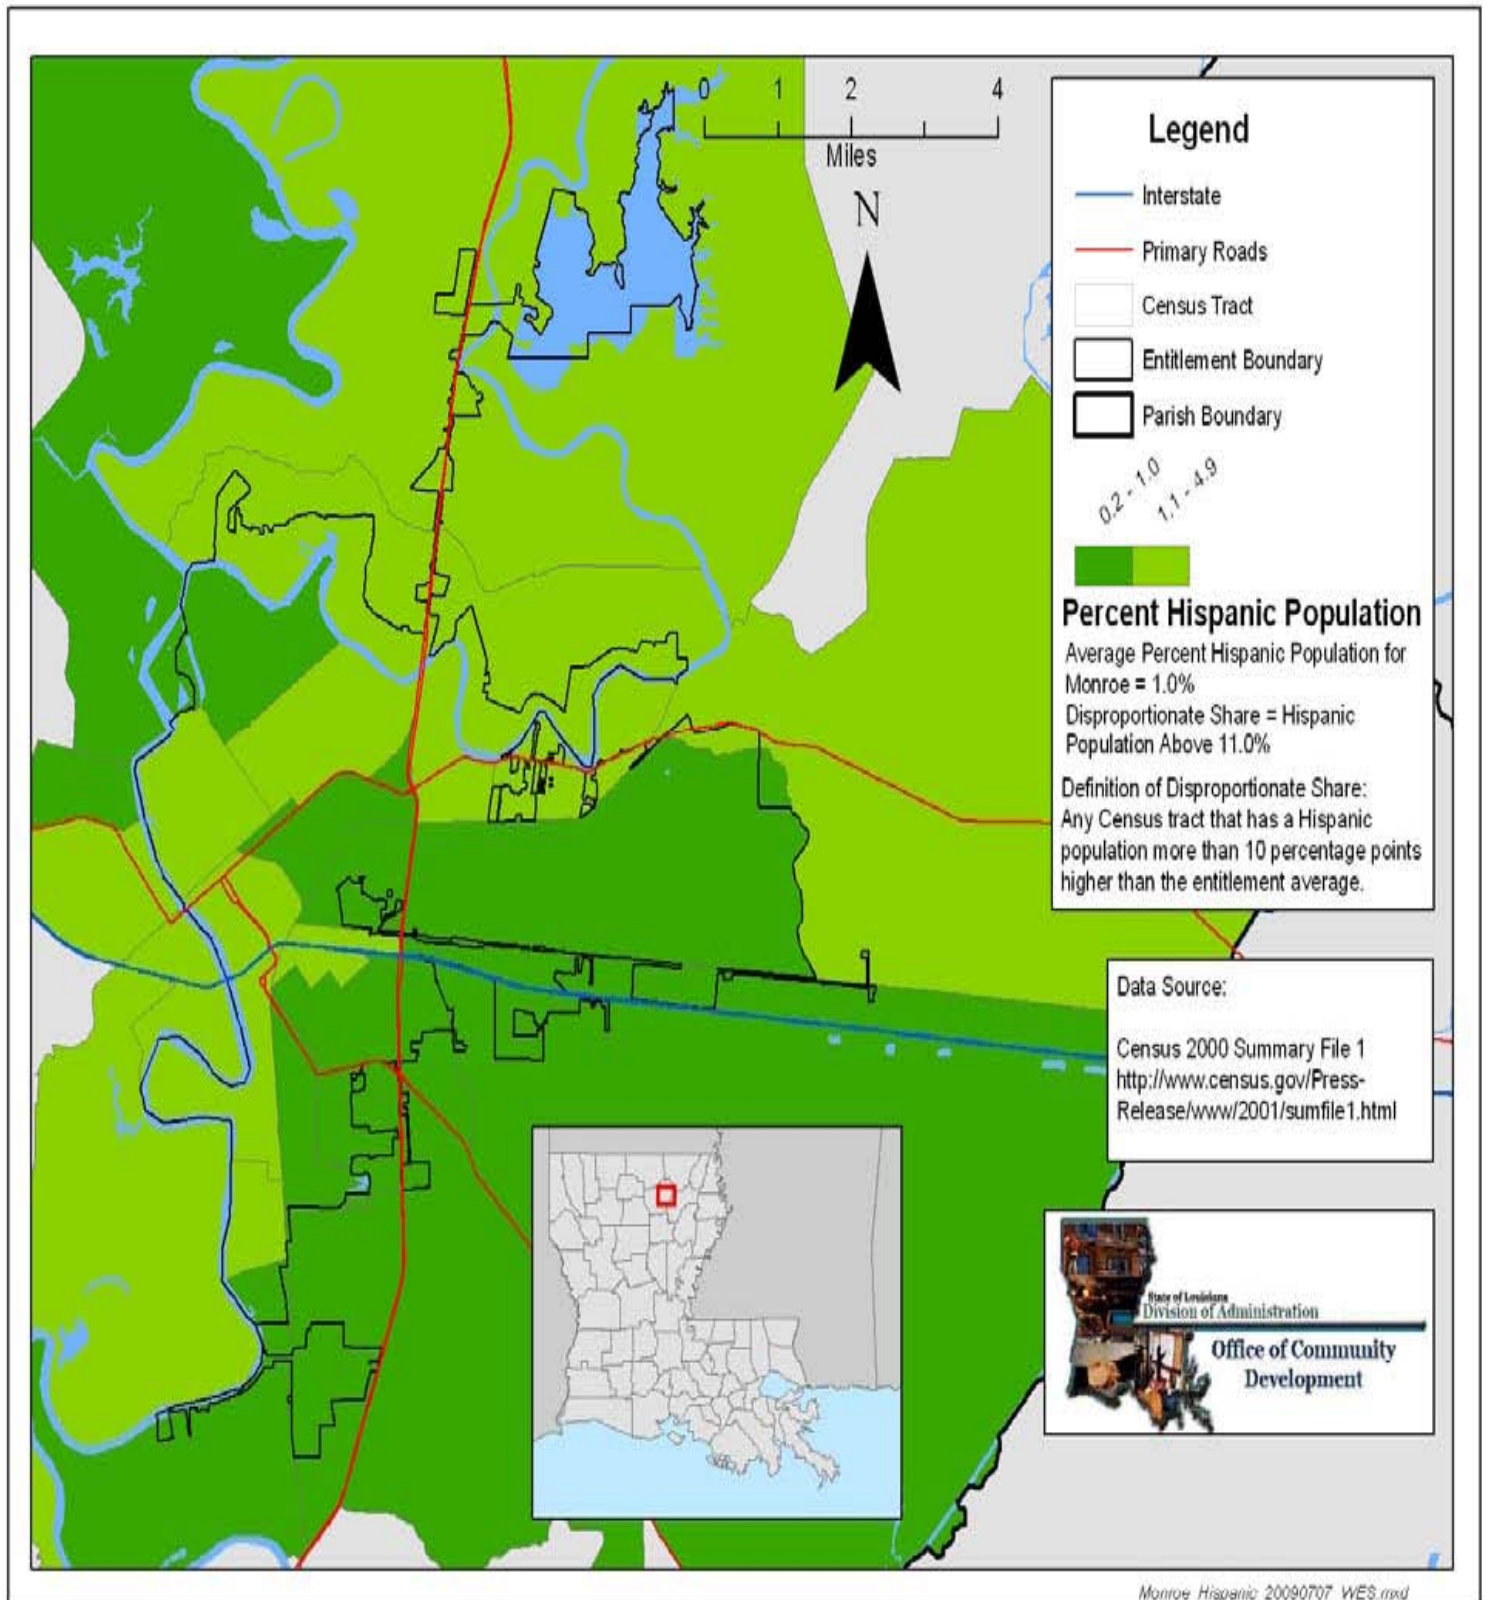 0 1 2 4
Miles
N
Legend
Interstate
Primary Roads
Census Tract
Entitlement Boundary
Parish Boundary
0.2 - 1.0
1.1 - 4.9
Percent Hispanic Population
Average Percent Hispanic Population for
Monroe = 1.0%
Disproportionate Share = Hispanic
Population Above 11.0%
Definition of Disproportionate Share:
Any Census tract that has a Hispanic
population more than 10 percentage points
higher than the entitlement average.
Data Source:
Census 2000 Summary File 1
http://www.census.gov/Press-
Release/www/2001/sumfile1.html
State of Louisiana
Division of Administration
Office of Community
Development
Monroe_Hispanic_20090707_WES.mxd